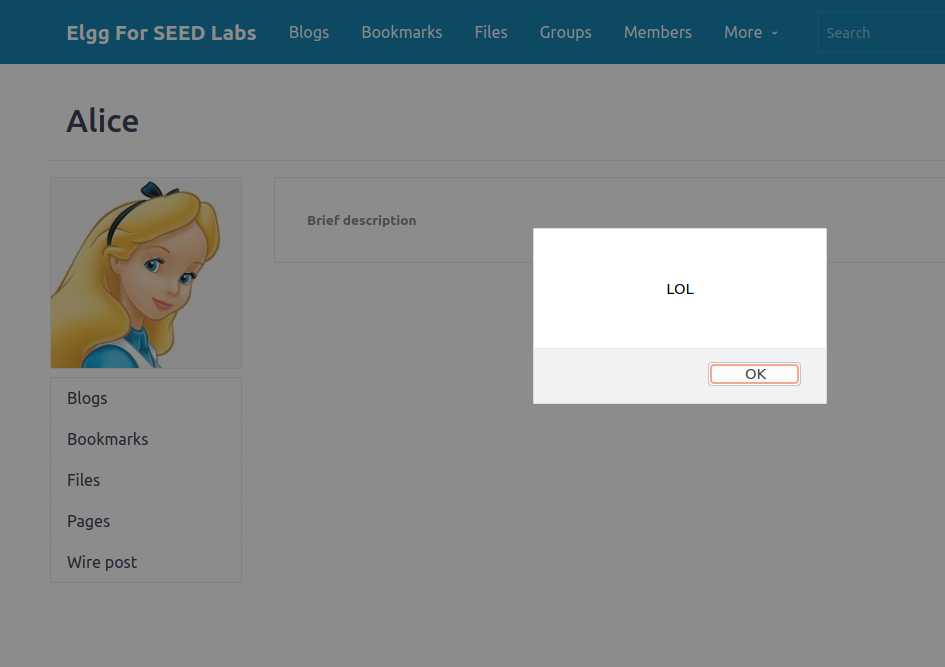 Elgg For SEED Labs Blogs Bookmarks Files Groups Members More Search
Alice
Brief description
LOL
OK
Blogs
Bookmarks
Files
Pages
Wire post